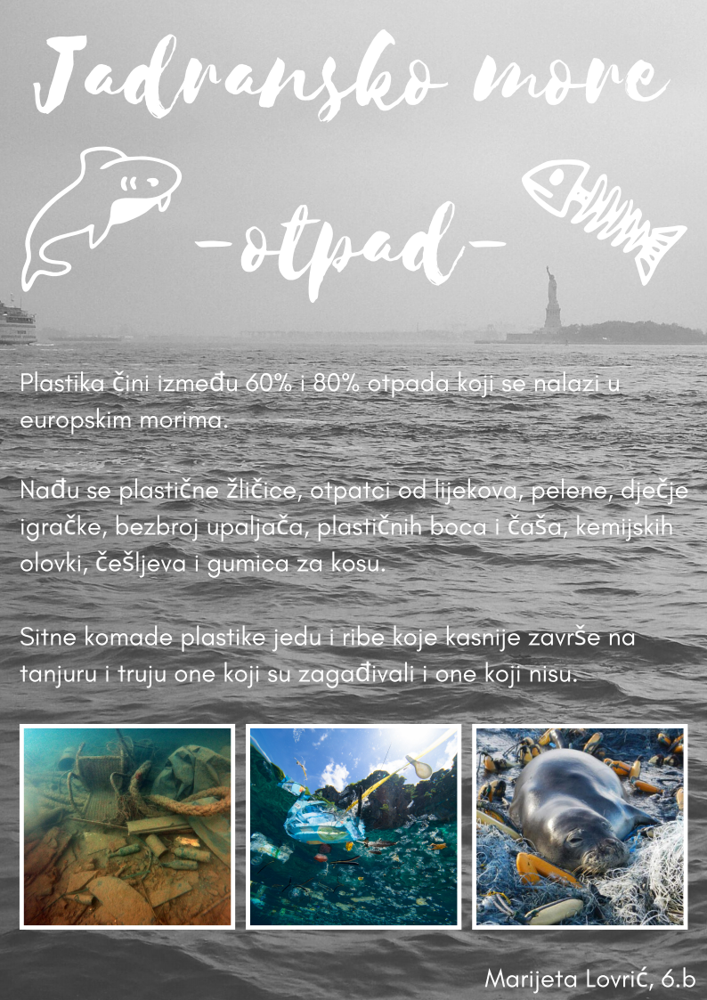 Jadransko more
-otpad-
Plastika čini između 60% i 80% otpada koji se nalazi u
europskim morima.
Nađu se plastične žličice, otpatci od lijekova, pelene, dječje
igračke, bezbroj upaljača, plastičnih boca i čaša, kemijskih
olovki, češljeva i gumica za kosu.
Sitne komade plastike jedu i ribe koje kasnije završe na
tanjuru i truju one koji su zagađivali i one koji nisu.
Marijeta Lovrić, 6.b